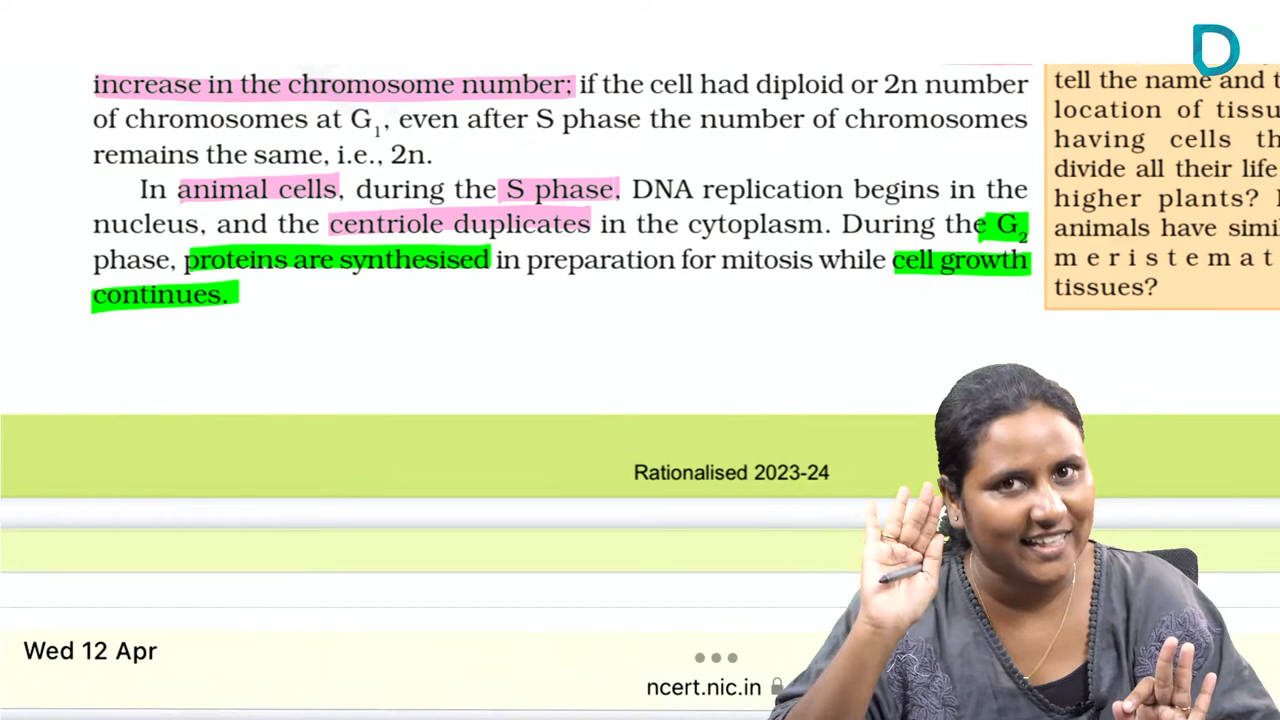 D
increase in the chromosome number; if the cell had diploid or 2n number
of chromosomes at G₁, even after S phase the number of chromosomes
remains the same, i.e., 2n.
In animal cells, during the S phase, DNA replication begins in the
nucleus, and the centriole duplicates in the cytoplasm. During the G₂
phase, proteins are synthesised in preparation for mitosis while cell growth
continues.
tell the name and t
location of tissu
having cells th
divide all their life
higher plants?
animals have simi
meristemat
tissues?
Rationalised 2023-24
Wed 12 Apr
ncert.nic.in